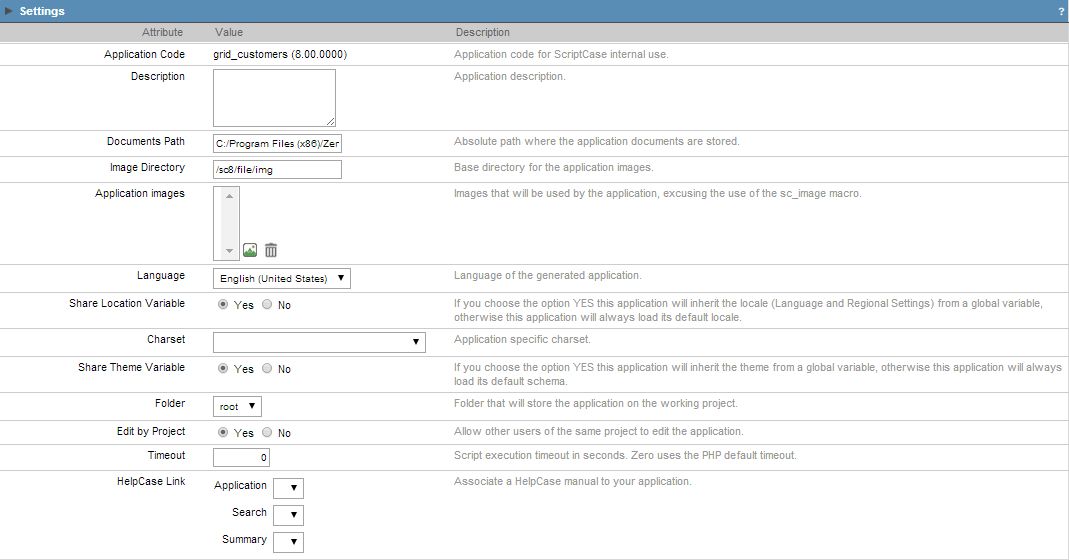 Settings ?
Attribute Value Description
Application Code grid_customers (8.00.0000) Application code for ScriptCase internal use.
Description Application description.
Documents Path C:/Program Files (x86)/Zer Absolute path where the application documents are stored.
Image Directory /sc8/file/img Base directory for the application images.
Application images Images that will be used by the application, excusing the use of the sc_image macro.
Language English (United States) Language of the generated application.
Share Location Variable Yes No If you choose the option YES this application will inherit the locale (Language and Regional Settings) from a global variable,
otherwise this application will always load its default locale.
Charset Application specific charset.
Share Theme Variable Yes No If you choose the option YES this application will inherit the theme from a global variable, otherwise this application will always
load its default schema.
Folder root Folder that will store the application on the working project.
Edit by Project Yes No Allow other users of the same project to edit the application.
Timeout 0 Script execution timeout in seconds. Zero uses the PHP default timeout.
HelpCase Link Application Associate a HelpCase manual to your application.
Search
Summary